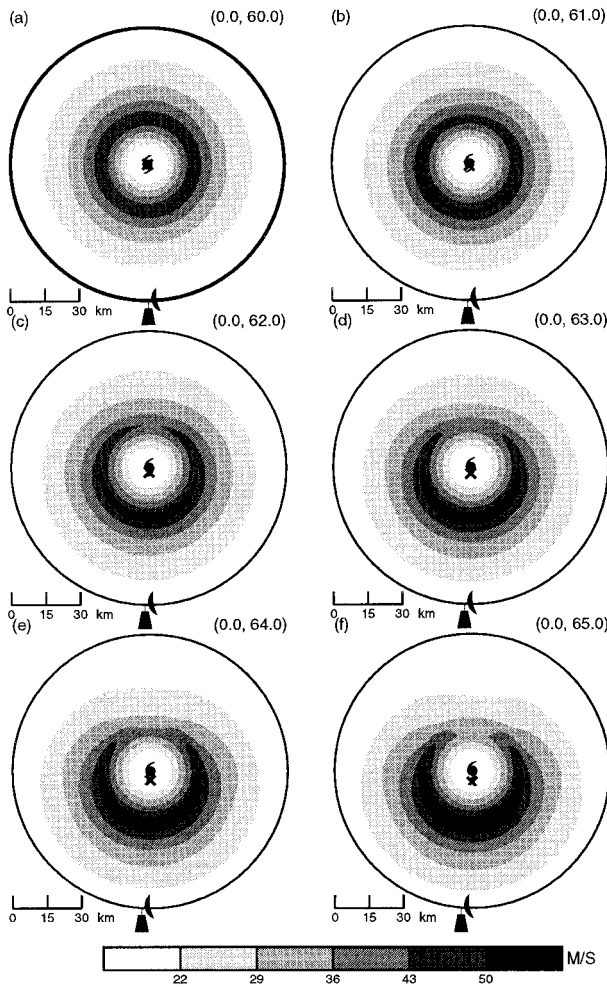 (a) (0.0, 60.0) (b) (0.0, 61.0)
0 15 30 km 0 15 30 km
(c) (0.0, 62.0) (d) (0.0, 63.0)
0 15 30 km 0 15 30 km
(e) (0.0, 64.0) (f) (0.0, 65.0)
0 15 30 km 0 15 30 km
22 29 36 43 50 M/S